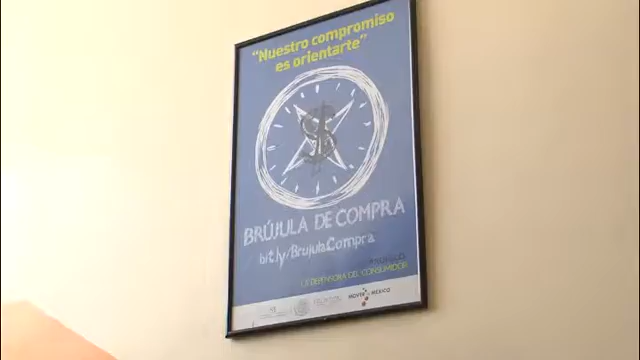 "Nuestro compromiso
es orientarte"
$
BRÚJULA DE COMPRA
bit.ly/BrujulaCompra
LA DEFENSORA DEL CONSUMIDOR
MOVER A MÉXICO